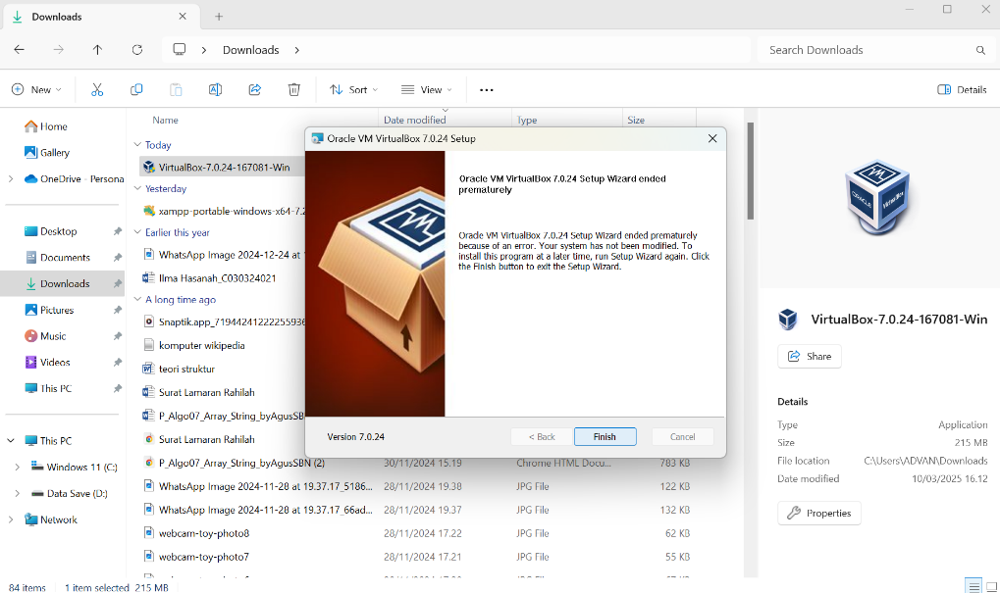 Downloads
Downloads
Search Downloads
New
Sort
View
Details
Home
Gallery
OneDrive - Persona
Desktop
Documents
Downloads
Pictures
Music
Videos
This PC
This PC
Windows 11 (C:)
Data Save (D:)
Network
Name Date modified Type Size
Today
VirtualBox-7.0.24-167081-Win
Yesterday
xampp-portable-windows-x64-7.2
Earlier this year
WhatsApp Image 2024-12-24 at
Ilma Hasanah_C030324021
A long time ago
Snaptik.app_7194424122225593
komputer wikipedia
teori struktur
Surat Lamaran Rahilah
P_Algo07_Array_String_byAgusSB
Surat Lamaran Rahilah
P_Algo07_Array_String_byAgusSBN (2) 30/11/2024 15.19 Chrome HTML Docu... 783 KB
WhatsApp Image 2024-11-28 at 19.37.17_5186... 28/11/2024 19.38 JPG File 122 KB
WhatsApp Image 2024-11-28 at 19.37.17_66ad... 28/11/2024 19.37 JPG File 132 KB
webcam-toy-photo8 28/11/2024 17.22 JPG File 62 KB
webcam-toy-photo7 28/11/2024 17.21 JPG File 55 KB
Oracle VM VirtualBox 7.0.24 Setup
Oracle VM VirtualBox 7.0.24 Setup Wizard ended
prematurely
Oracle VM VirtualBox 7.0.24 Setup Wizard ended prematurely
because of an error. Your system has not been modified. To
install this program at a later time, run Setup Wizard again. Click
the Finish button to exit the Setup Wizard.
Version 7.0.24
< Back
Finish
Cancel
ORACLE
VirtualBox
VirtualBox-7.0.24-167081-Win
Share
Details
Type Application
Size 215 MB
File location C:\Users\ADVAN\Downloads
Date modified 10/03/2025 16.12
Properties
84 items
1 item selected 215 MB